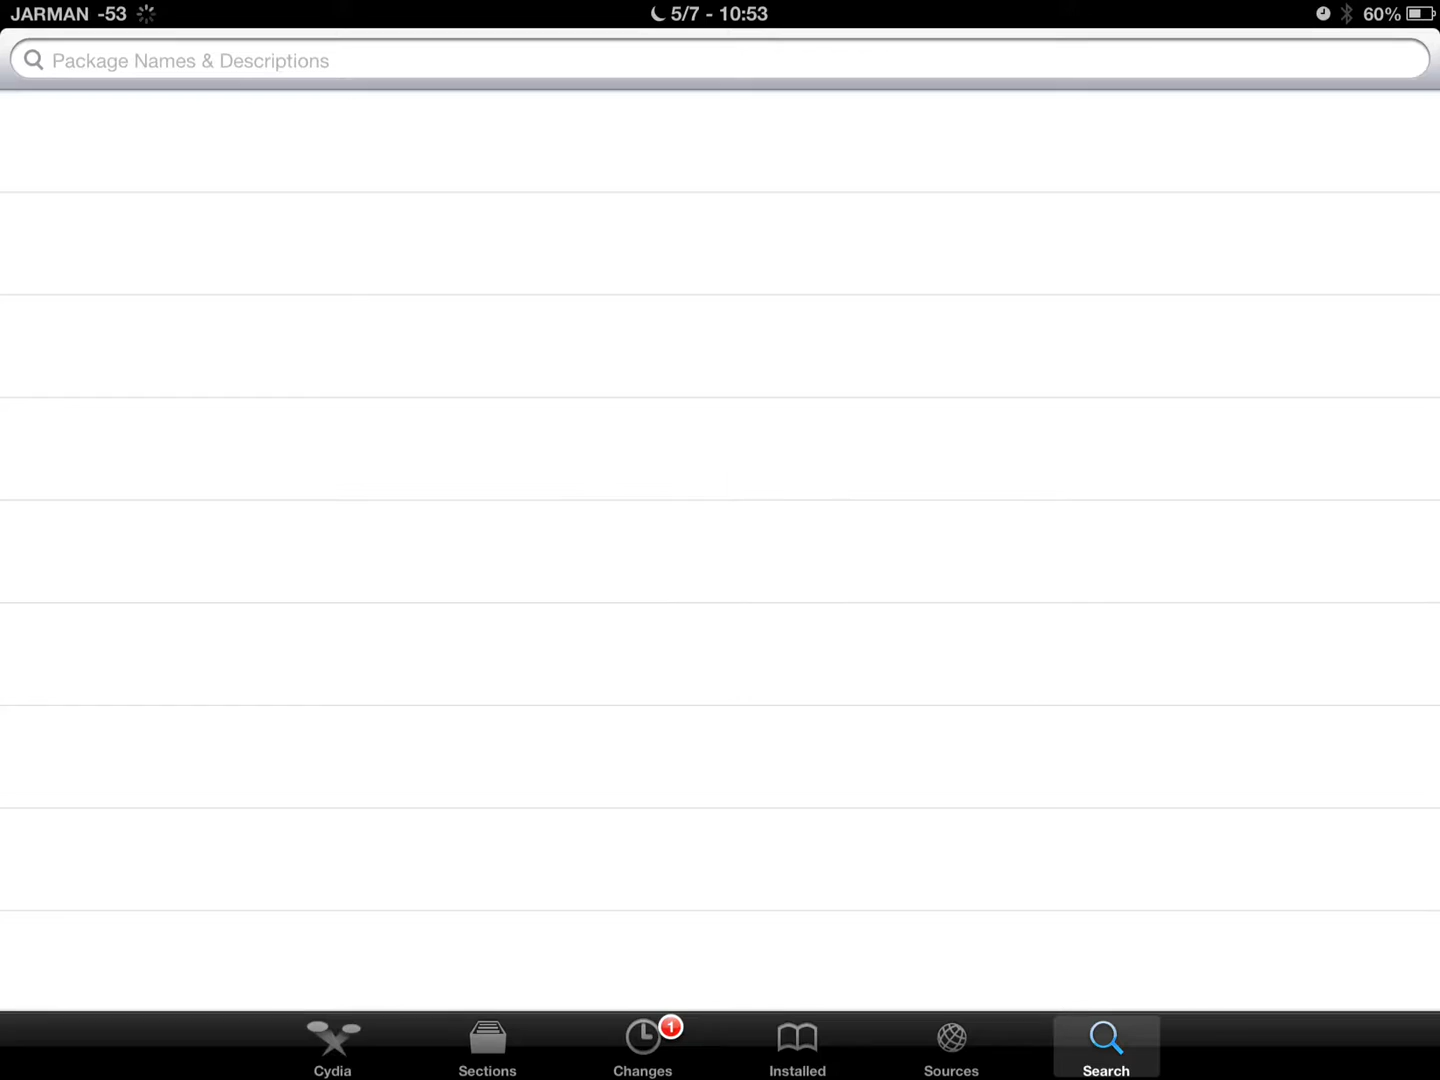 JARMAN -53 5/7 - 10:53 60%
Package Names & Descriptions
1
Cydia Sections Changes Installed Sources Search